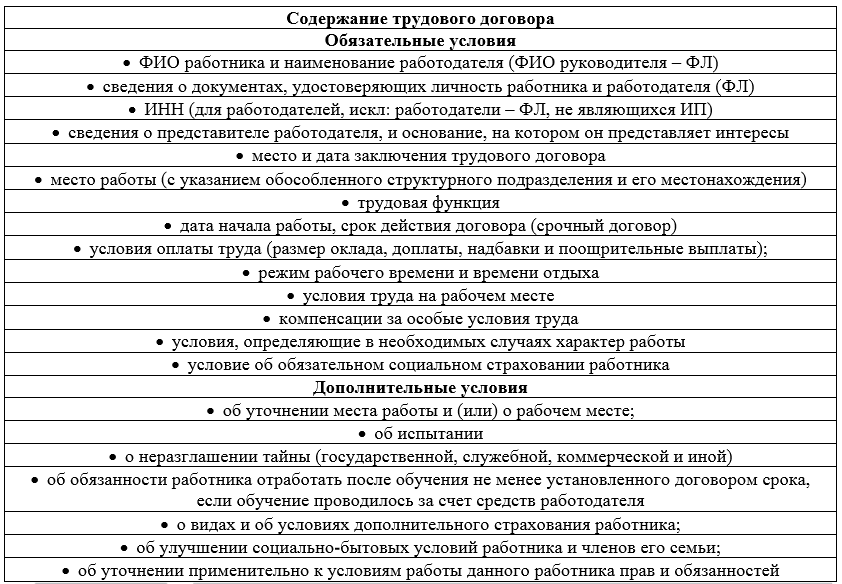 Содержание трудового договора
Обязательные условия
• ФИО работника и наименование работодателя (ФИО руководителя – ФЛ)
• сведения о документах, удостоверяющих личность работника и работодателя (ФЛ)
• ИНН (для работодателей, искл: работодатели – ФЛ, не являющихся ИП)
• сведения о представителе работодателя, и основание, на котором он представляет интересы
• место и дата заключения трудового договора
• место работы (с указанием обособленного структурного подразделения и его местонахождения)
• трудовая функция
• дата начала работы, срок действия договора (срочный договор)
• условия оплаты труда (размер оклада, доплаты, надбавки и поощрительные выплаты);
• режим рабочего времени и времени отдыха
• условия труда на рабочем месте
• компенсации за особые условия труда
• условия, определяющие в необходимых случаях характер работы
• условие об обязательном социальном страховании работника
Дополнительные условия
• об уточнении места работы и (или) о рабочем месте;
• об испытании
• о неразглашении тайны (государственной, служебной, коммерческой и иной)
• об обязанности работника отработать после обучения не менее установленного договором срока,
если обучение проводилось за счет средств работодателя
• о видах и об условиях дополнительного страхования работника;
• об улучшении социально-бытовых условий работника и членов его семьи;
• об уточнении применительно к условиям работы данного работника прав и обязанностей